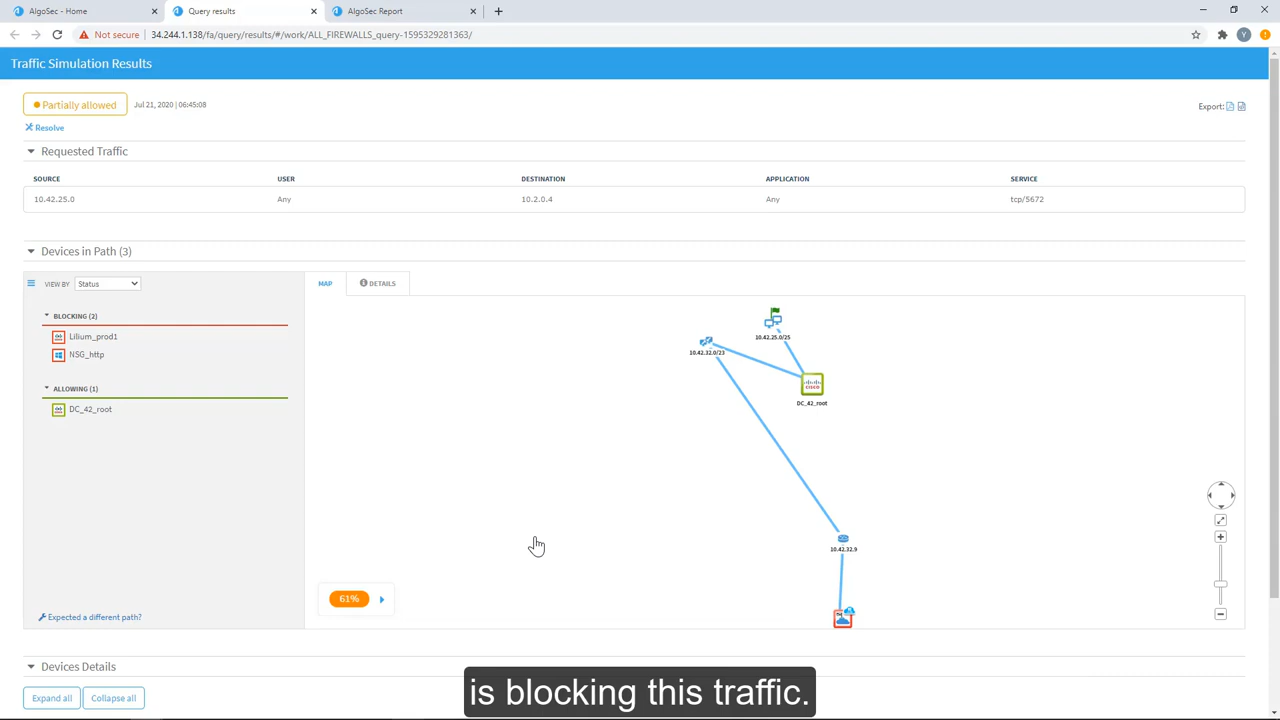 AlgoSec - Home
Query results
AlgoSec Report
Not secure
34.244.1.138/fa/query/results/#/work/ALL_FIREWALLS_query-1595329281363/
Y
Traffic Simulation Results
Partially allowed
Jul 21, 2020 | 06:45:08
Export:
Resolve
Requested Traffic
SOURCE USER DESTINATION APPLICATION SERVICE
10.42.25.0 Any 10.2.0.4 Any tcp/5672
Devices in Path (3)
VIEW BY Status
MAP
DETAILS
BLOCKING (2)
Lilium_prod1
NSG_http
ALLOWING (1)
DC_42_root
10.42.25.0/25
10.42.32.0/23
CISCO
DC_42_root
10.42.32.9
61%
Expected a different path?
Devices Details
Expand all
Collapse all
is blocking this traffic.